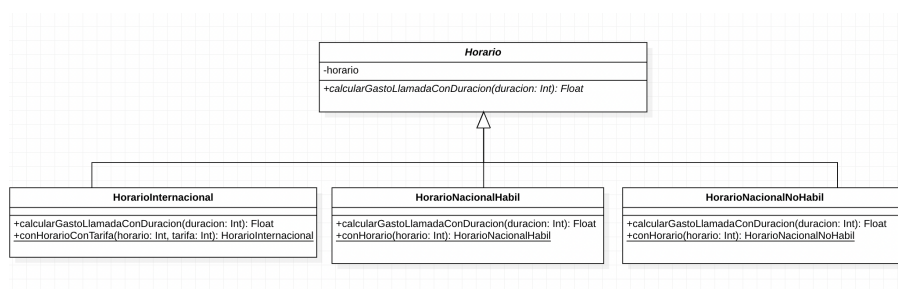 Horario
-horario
+calcularGastoLlamadaConDuracion(duracion: Int): Float
HorarioInternacional
+calcularGastoLlamadaConDuracion(duracion: Int): Float
+conHorarioConTarifa(horario: Int, tarifa: Int): HorarioInternacional
HorarioNacionalHabil
+calcularGastoLlamadaConDuracion(duracion: Int): Float
+conHorario(horario: Int): HorarioNacionalHabil
HorarioNacionalNoHabil
+calcularGastoLlamadaConDuracion(duracion: Int): Float
+conHorario(horario: Int): HorarioNacionalNoHabil